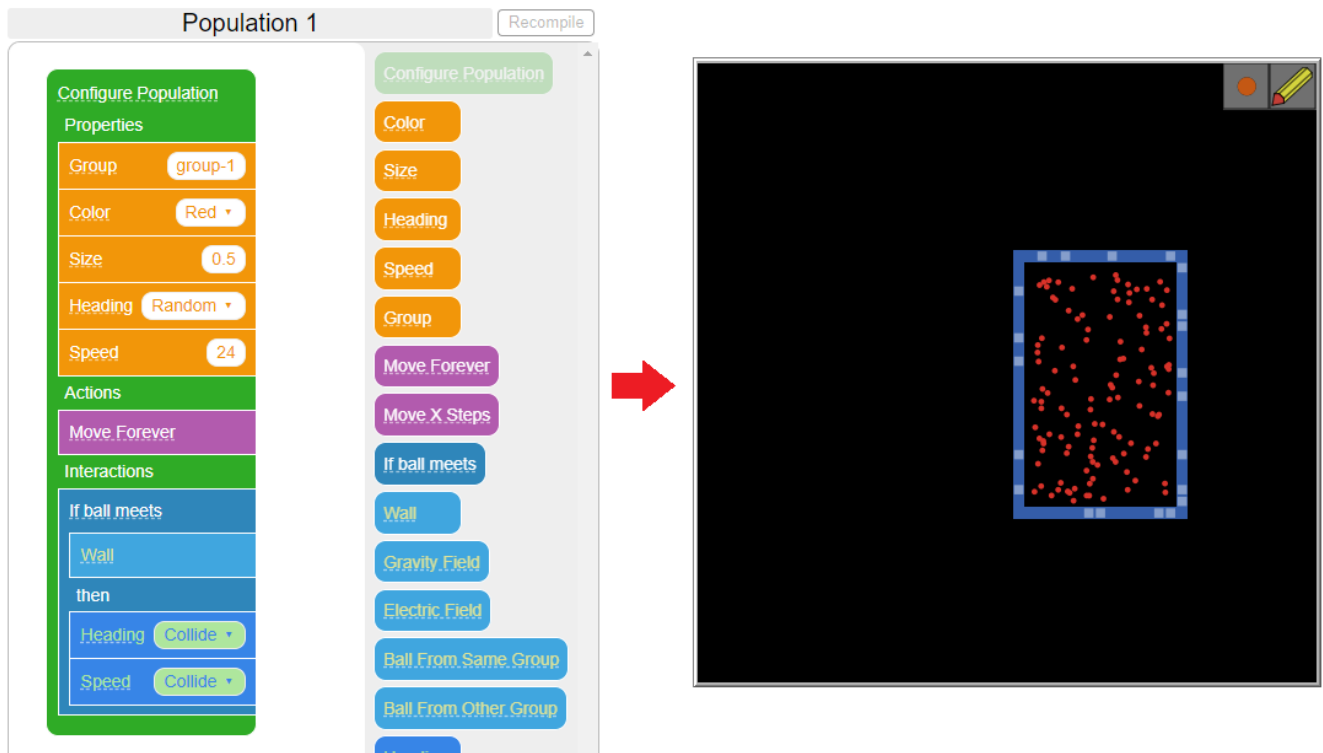 Population 1
Recompile
Configure Population
Properties
Group group-1
Color Red
Size 0.5
Heading Random
Speed 24
Actions
Move Forever
Interactions
If ball meets
Wall
then
Heading Collide
Speed Collide
Configure Population
Color
Size
Heading
Speed
Group
Move Forever
Move X Steps
If ball meets
Wall
Gravity Field
Electric Field
Ball From Same Group
Ball From Other Group